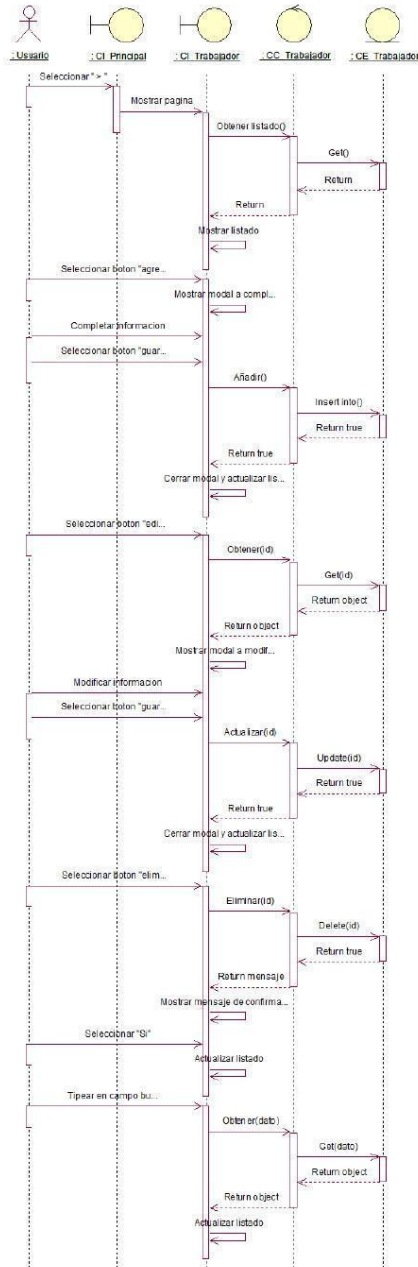 : Usuario
: CI_Principal
: CI_Trabajador
: CC_Trabajador
: CE_Trabajador
Seleccionar " > "
Mostrar pagina
Obtener listado()
Get()
Return
Return
Mostrar listado
Seleccionar boton "agre...
Mostrar modal a compl...
Completar informacion
Seleccionar boton "guar...
Añadir()
Insert into()
Return true
Return true
Cerrar modal y actualizar lis...
Seleccionar boton "edi...
Obtener(id)
Get(id)
Return object
Return object
Mostrar modal a modif...
Modificar informacion
Seleccionar boton "guar...
Actualizar(id)
Update(id)
Return true
Return true
Cerrar modal y actualizar lis...
Seleccionar boton "elim...
Eliminar(id)
Delete(id)
Return true
Return mensaje
Mostrar mensaje de confirma...
Seleccionar "Si"
Actualizar listado
Tipear en campo bu...
Obtener(dato)
Get(dato)
Return object
Return object
Actualizar listado